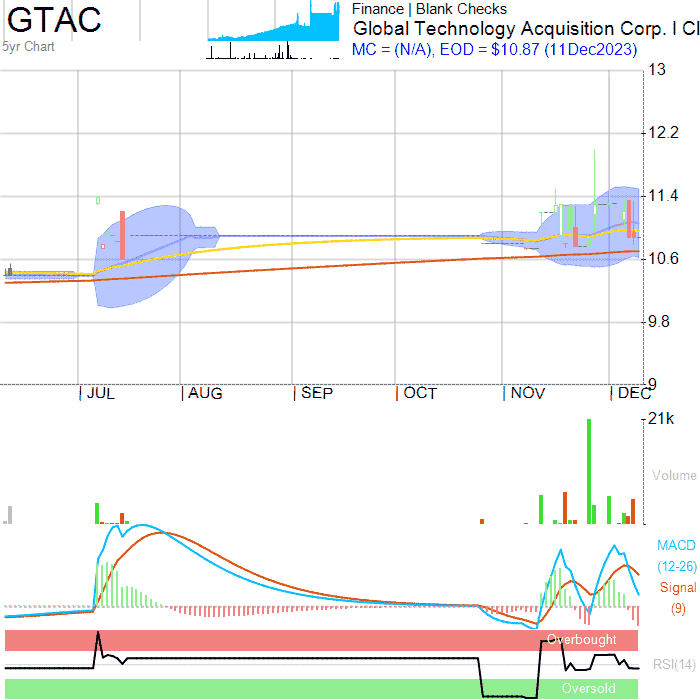 GTAC
5yr Chart
Finance | Blank Checks
Global Technology Acquisition Corp. I Cl
MC = (N/A), EOD = $10.87 (11Dec2023)
13
12.2
11.4
10.6
9.8
9
| JUL | AUG | SEP | OCT | NOV | DEC
21k
Volume
MACD
(12-26)
Signal
(9)
Overbought
RSI(14)
Oversold